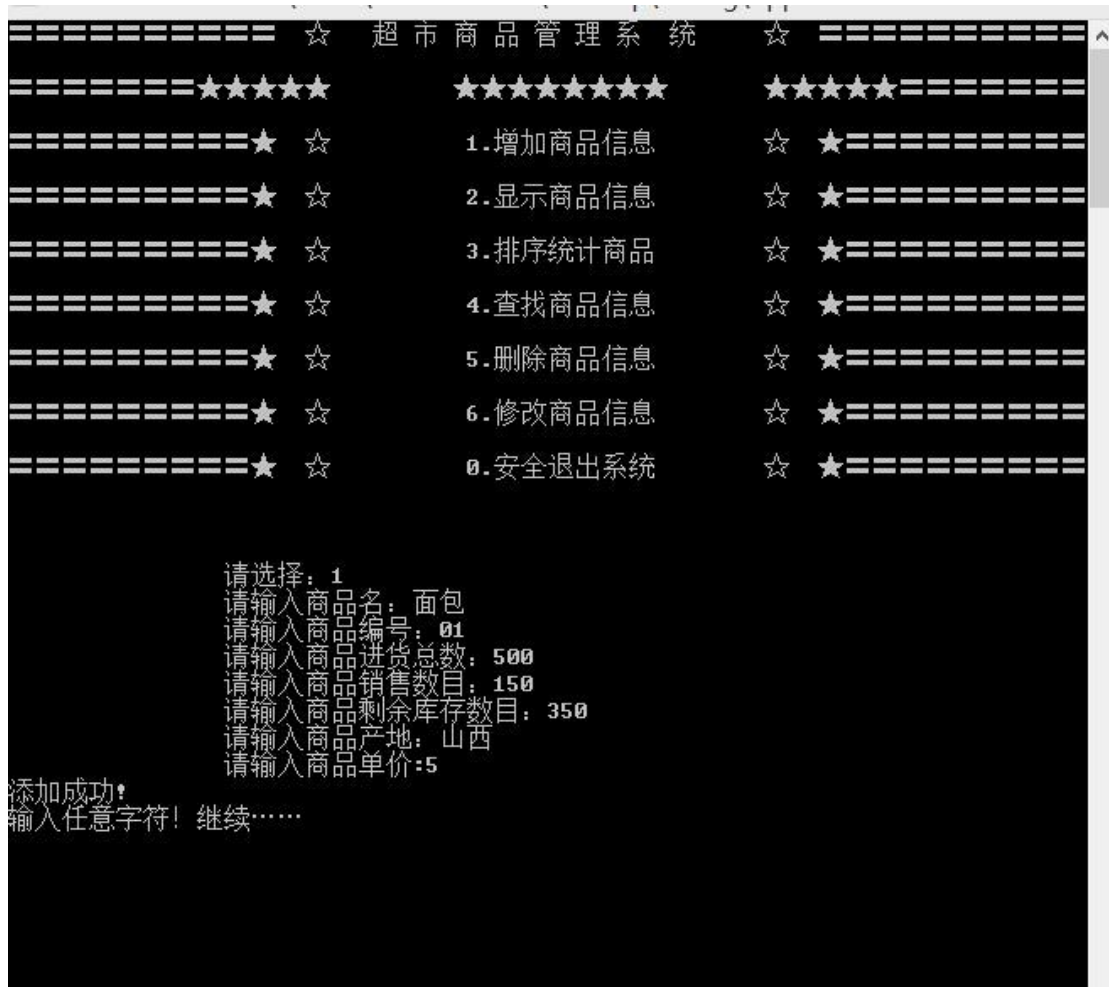 ========== ☆ 超 市 商 品 管 理 系 统 ☆ ==========
=======★★★★★ ★★★★★★★★ ★★★★★=======
=========★ ☆ 1.增加商品信息 ☆ ★=========
=========★ ☆ 2.显示商品信息 ☆ ★=========
=========★ ☆ 3.排序统计商品 ☆ ★=========
=========★ ☆ 4.查找商品信息 ☆ ★=========
=========★ ☆ 5.删除商品信息 ☆ ★=========
=========★ ☆ 6.修改商品信息 ☆ ★=========
=========★ ☆ 0.安全退出系统 ☆ ★=========
请选择：1
请输入商品名：面包
请输入商品编号：01
请输入商品进货总数：500
请输入商品销售数目：150
请输入商品剩余库存数目：350
请输入商品产地：山西
请输入商品单价:5
添加成功!
输入任意字符！继续……